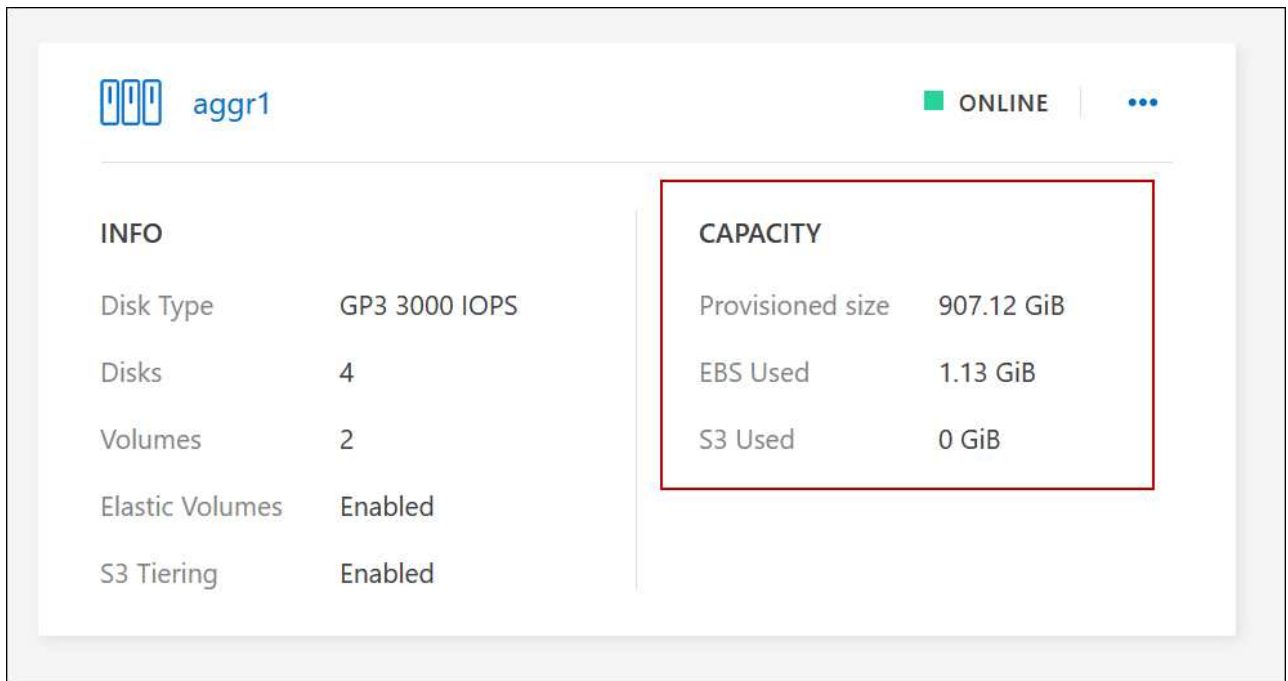 aggr1
ONLINE
INFO
Disk Type GP3 3000 IOPS
Disks 4
Volumes 2
Elastic Volumes Enabled
S3 Tiering Enabled
CAPACITY
Provisioned size 907.12 GiB
EBS Used 1.13 GiB
S3 Used 0 GiB